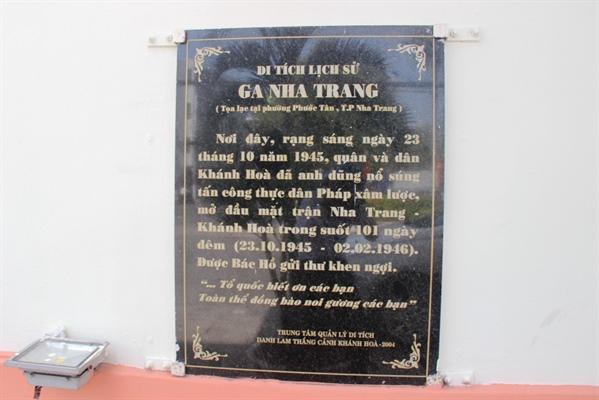 DI TÍCH LỊCH SỬ
GA NHA TRANG
( Tọa lạc tại phường Phước Tân , T.P Nha Trang )
Nơi đây, rạng sáng ngày 23
tháng 10 năm 1945, quân và dân
Khánh Hoà đã anh dũng nổ súng
tấn công thực dân Pháp xâm lược,
mở đầu mặt trận Nha Trang -
Khánh Hoà trong suốt 101 ngày
đêm (23.10.1945 - 02.02.1946).
Được Bác Hồ gửi thư khen ngợi.
“... Tổ quốc biết ơn các bạn
Toàn thể đồng bào noi gương các bạn”
TRUNG TÂM QUẢN LÝ DI TÍCH
DANH LAM THẮNG CẢNH KHÁNH HOÀ-2004